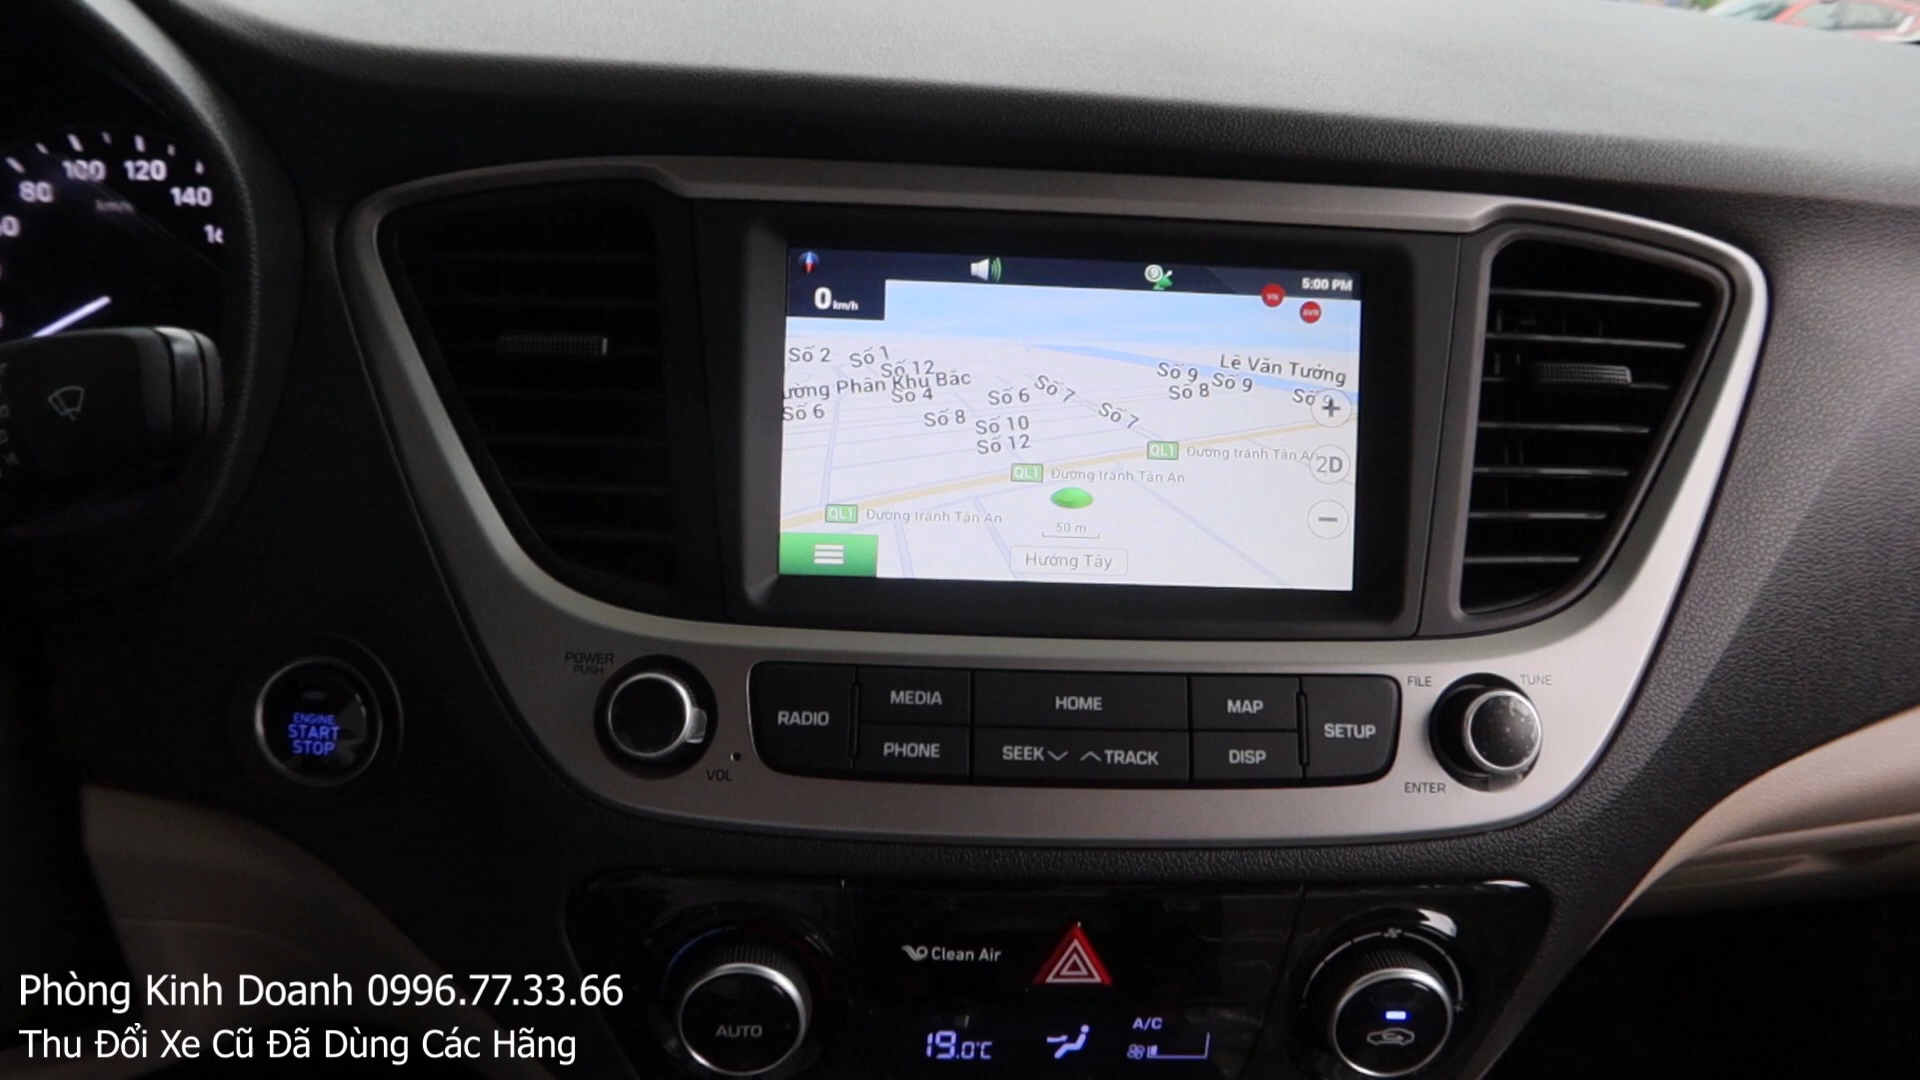 80 100 120 140
km/h
5:00 PM
0 km/h
VN
AVN
Số 2 Số 1
Số 12
Lê Văn Tưởng
Số 9 Số 9
ường Phân Khu Bắc
Số 4
Số 6
Số 7
Số 8
Số 6
Số 8
Số 10
Số 7
Số 12
QL1 Đường tránh Tân An
2D
QL1 Đường tránh Tân An
QL1 Đường tránh Tân An
50 m
Hướng Tây
POWER
PUSH
VOL
RADIO
MEDIA
HOME
MAP
SETUP
PHONE
SEEK TRACK
DISP
FILE
TUNE
ENTER
ENGINE
START
STOP
Clean Air
AUTO
19.0°C
A/C
Phòng Kinh Doanh 0996.77.33.66
Thu Đổi Xe Cũ Đã Dùng Các Hãng